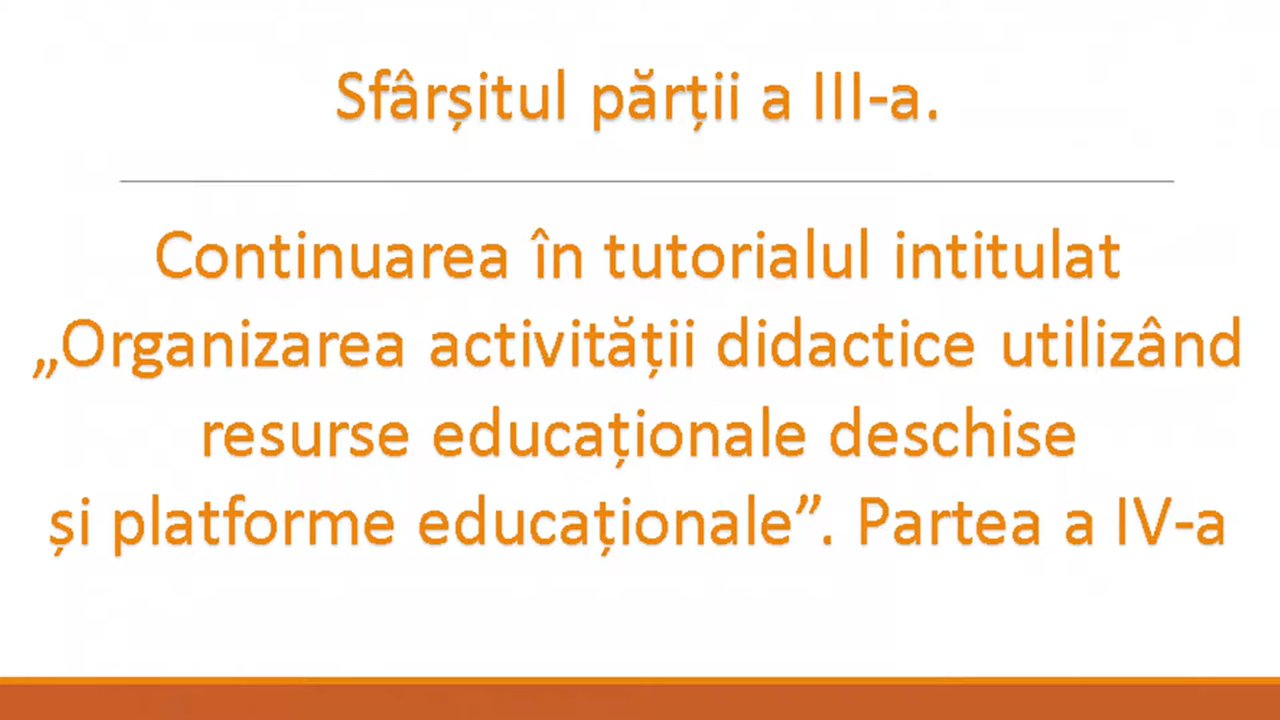 Sfârșitul părții a III-a.
Continuarea în tutorialul intitulat
„Organizarea activității didactice utilizând
resurse educaționale deschise
și platforme educaționale”. Partea a IV-a